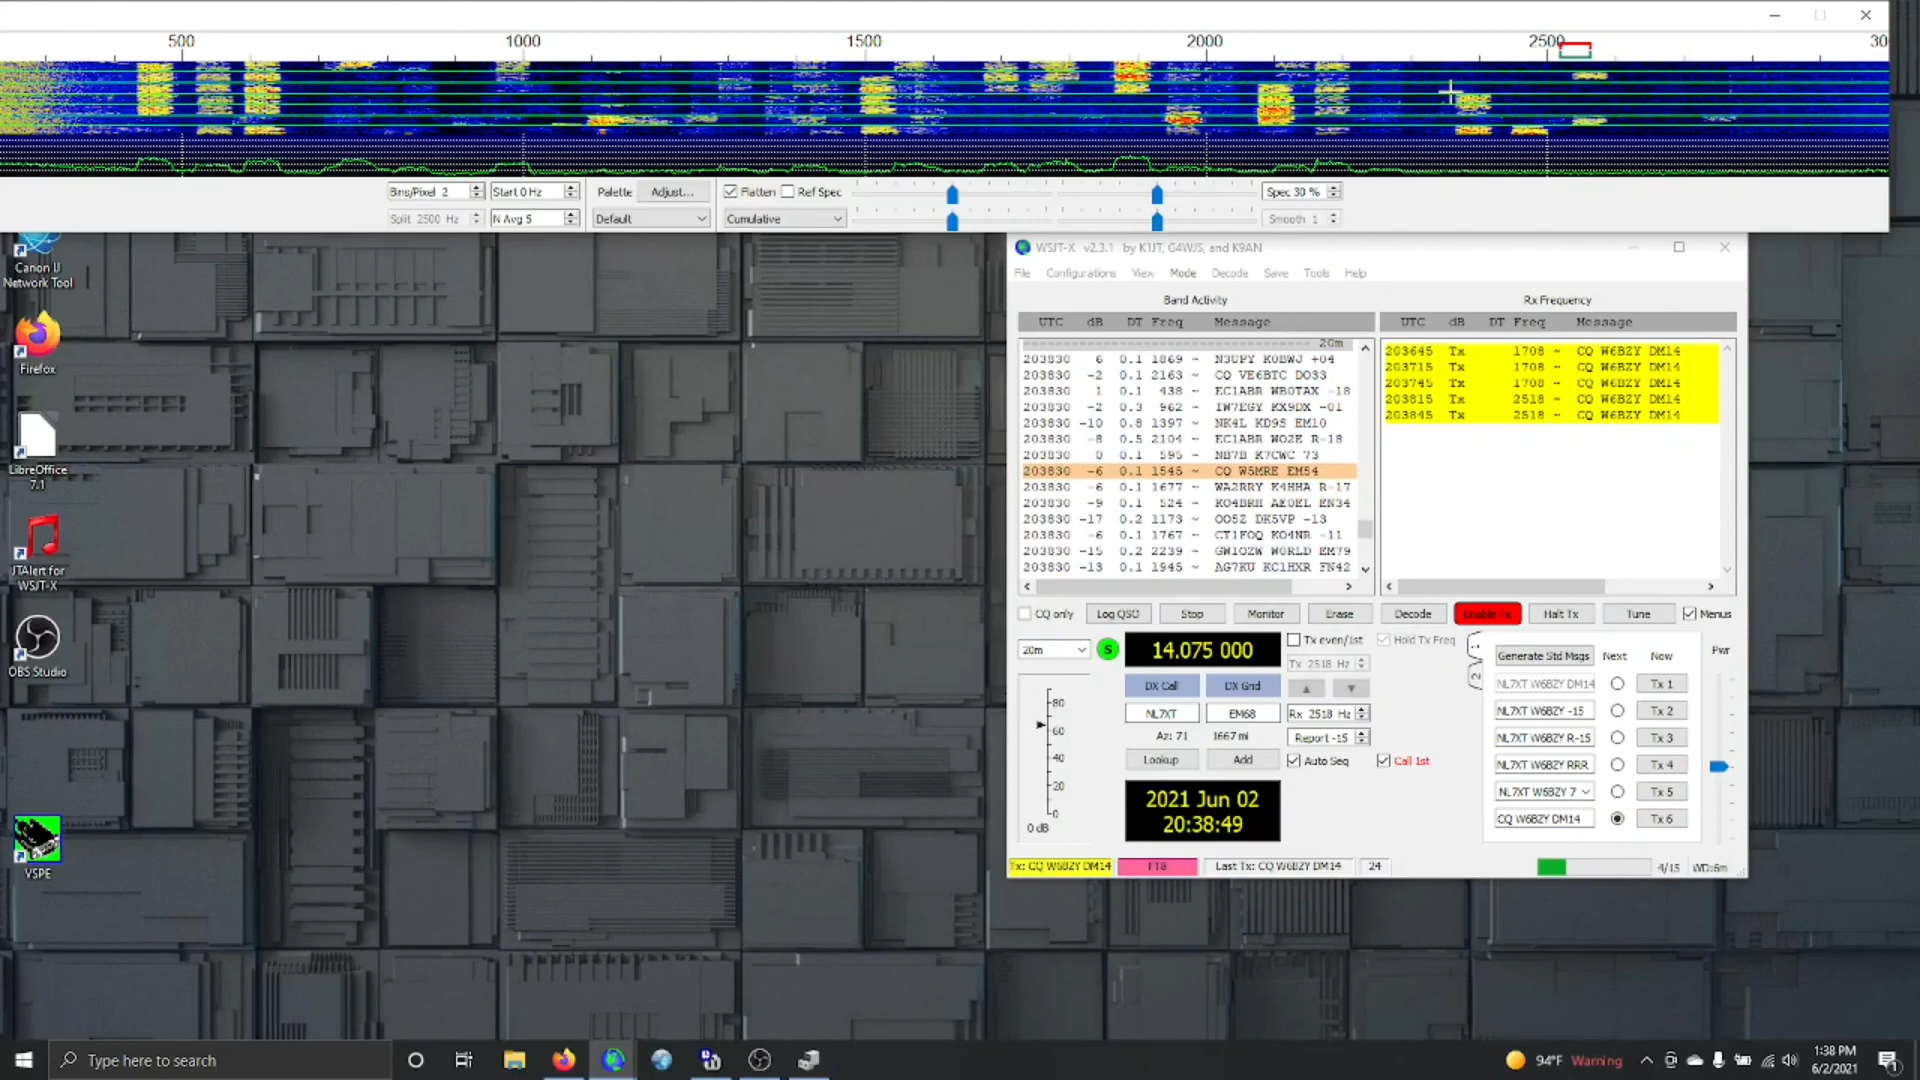 500 1000 1500 2000 2500 30
Bins/Pixel 2 Start 0 Hz Palette Adjust... Flatten Ref Spec Spec 30 %
Split 2500 Hz N Avg 5 Default Cumulative Smooth 1
Canon IJ
Network Tool
Firefox
LibreOffice
7.1
JTAlert for
WSJT-X
OBS Studio
VSPE
WSJT-X v2.3.1 by K1JT, G4WJS, and K9AN
File Configurations View Mode Decode Save Tools Help
Band Activity
UTC dB DT Freq Message
20m
203830 6 0.1 1869 ~ N3UPY K0BWJ +04
203830 -2 0.1 2163 ~ CQ VE6BTC DO33
203830 1 0.1 438 ~ EC1ABR WB0TAX -18
203830 -2 0.3 962 ~ IW7EGY KX9DX -01
203830 -10 0.8 1397 ~ NK4L KD9S EM10
203830 -8 0.5 2104 ~ EC1ABR WO2E R-18
203830 0 0.1 595 ~ NB7B K7CWC 73
203830 -6 0.1 1545 ~ CQ W5MRE EM54
203830 -6 0.1 1677 ~ WA2RRY K4HHA R-17
203830 -9 0.1 524 ~ KO4BRH AE0EL EN34
203830 -17 0.2 1173 ~ OO5Z DK5VP -13
203830 -6 0.1 1767 ~ CT1FOQ KO4NR -11
203830 -15 0.2 2239 ~ GW1OZW W0RLD EM79
203830 -13 0.1 1945 ~ AG7KU KC1HXR FN42
Rx Frequency
UTC dB DT Freq Message
203645 Tx 1708 ~ CQ W6BZY DM14
203715 Tx 1708 ~ CQ W6BZY DM14
203745 Tx 1708 ~ CQ W6BZY DM14
203815 Tx 2518 ~ CQ W6BZY DM14
203845 Tx 2518 ~ CQ W6BZY DM14
CQ only Log QSO Stop Monitor Erase Decode Enable Tx Halt Tx Tune Menus
20m S 14.075 000 Tx even/1st Hold Tx Freq
Tx 2518 Hz
DX Call DX Grid
NL7XT EM68 Rx 2518 Hz
Az: 71 1667 mi Report -15
Lookup Add Auto Seq Call 1st
2021 Jun 02
20:38:49
80
60
40
20
0
0 dB
1
2
Generate Std Msgs Next Now Pwr
NL7XT W6BZY DM14 Tx 1
NL7XT W6BZY -15 Tx 2
NL7XT W6BZY R-15 Tx 3
NL7XT W6BZY RRR Tx 4
NL7XT W6BZY 7 Tx 5
CQ W6BZY DM14 Tx 6
Tx: CQ W6BZY DM14 FT8 Last Tx: CQ W6BZY DM14 24 4/15 WD:6m
Type here to search
94°F Warning
1:38 PM
6/2/2021
1